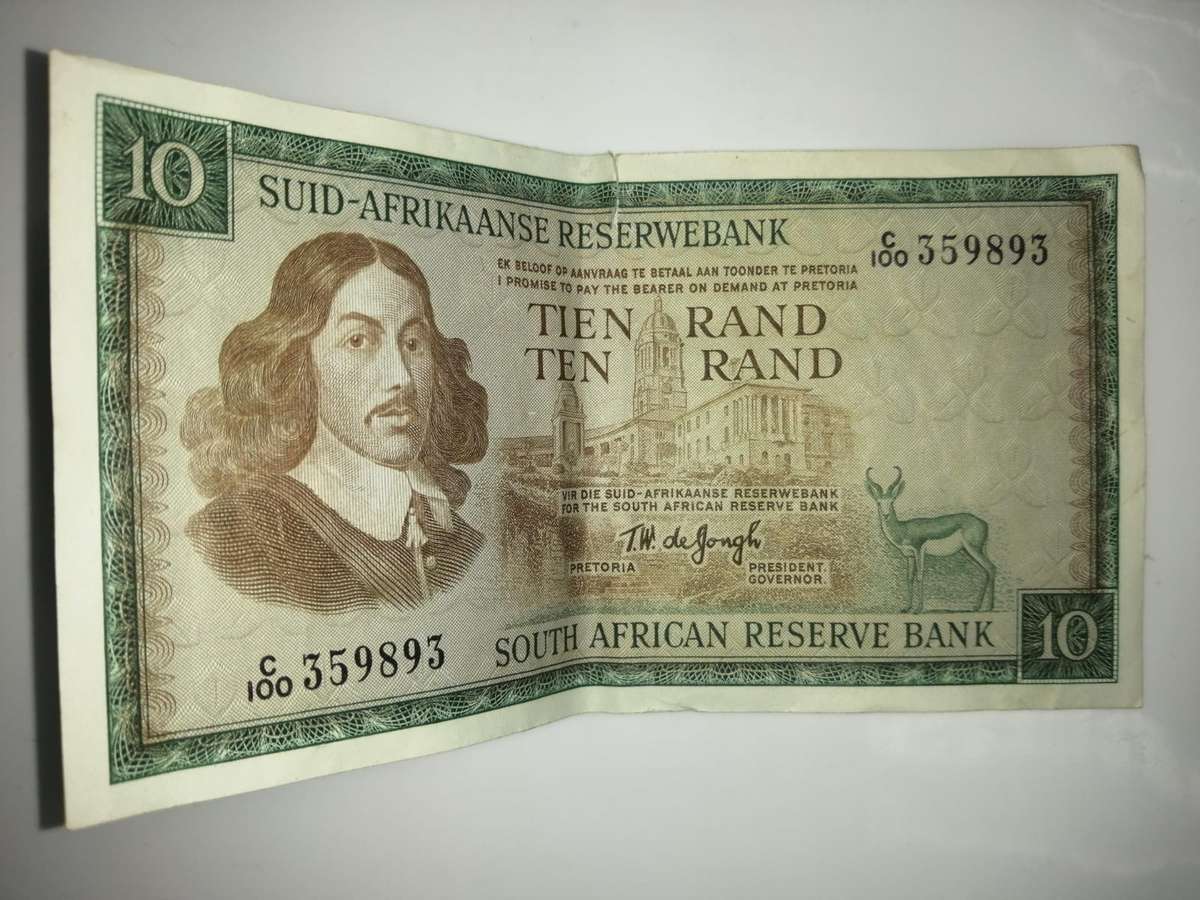 10
SUID-AFRIKAANSE RESERWEBANK
C/100 359893
EK BELOOF OP AANVRAAG TE BETAAL AAN TOONDER TE PRETORIA
I PROMISE TO PAY THE BEARER ON DEMAND AT PRETORIA
TIEN RAND
TEN RAND
VIR DIE SUID-AFRIKAANSE RESERWEBANK
FOR THE SOUTH AFRICAN RESERVE BANK
T.W. de Jongh
PRETORIA PRESIDENT.
GOVERNOR.
C/100 359893
SOUTH AFRICAN RESERVE BANK
10